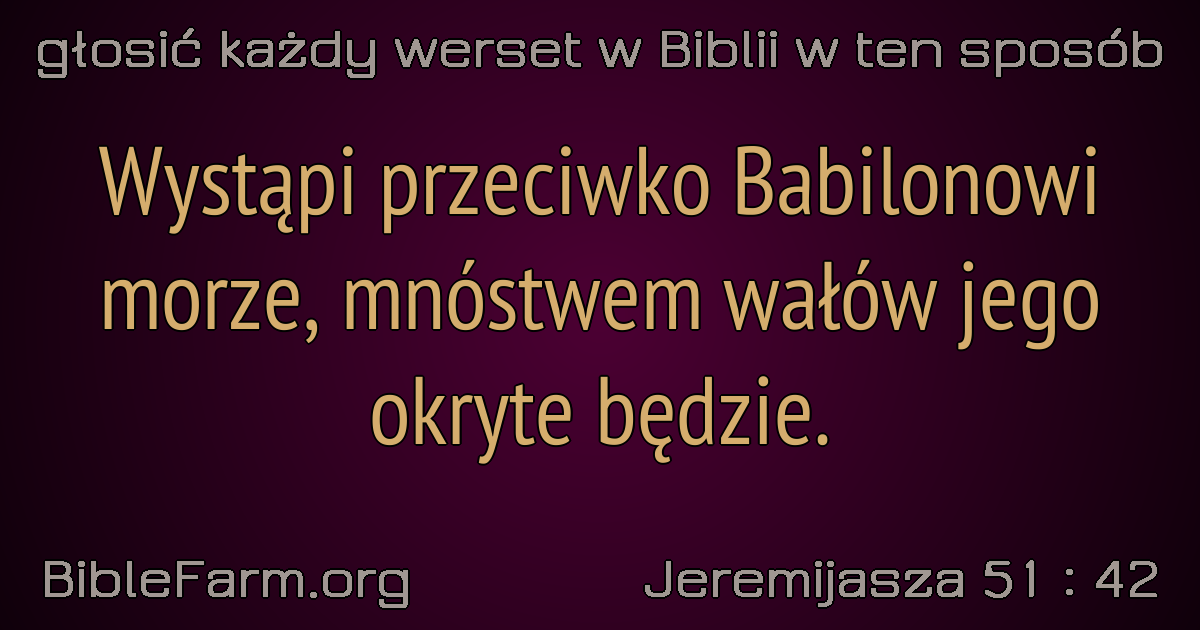 głosić każdy werset w Biblii w ten sposób
Wystąpi przeciwko Babilonowi
morze, mnóstwem wałów jego
okryte będzie.
BibleFarm.org
Jeremijasza 51 : 42